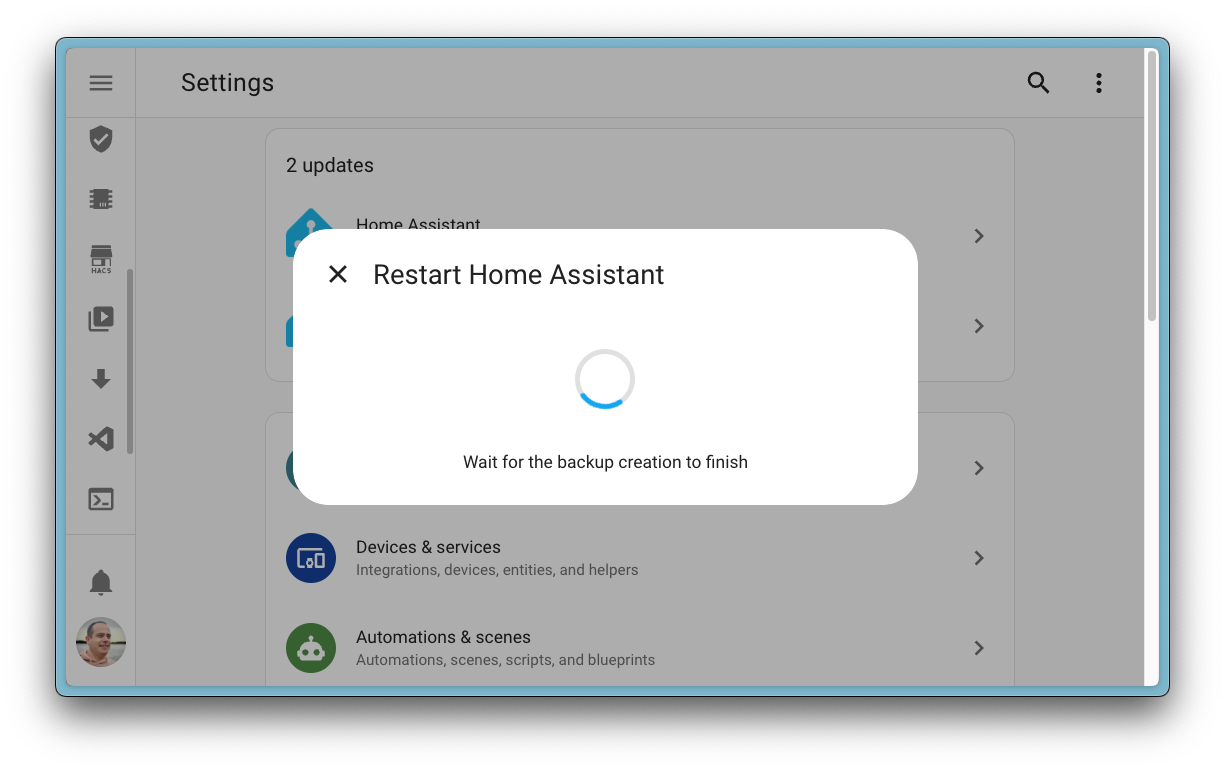 Settings
2 updates
Home Assistant
HACS
Restart Home Assistant
Wait for the backup creation to finish
Devices & services
Integrations, devices, entities, and helpers
Automations & scenes
Automations, scenes, scripts, and blueprints